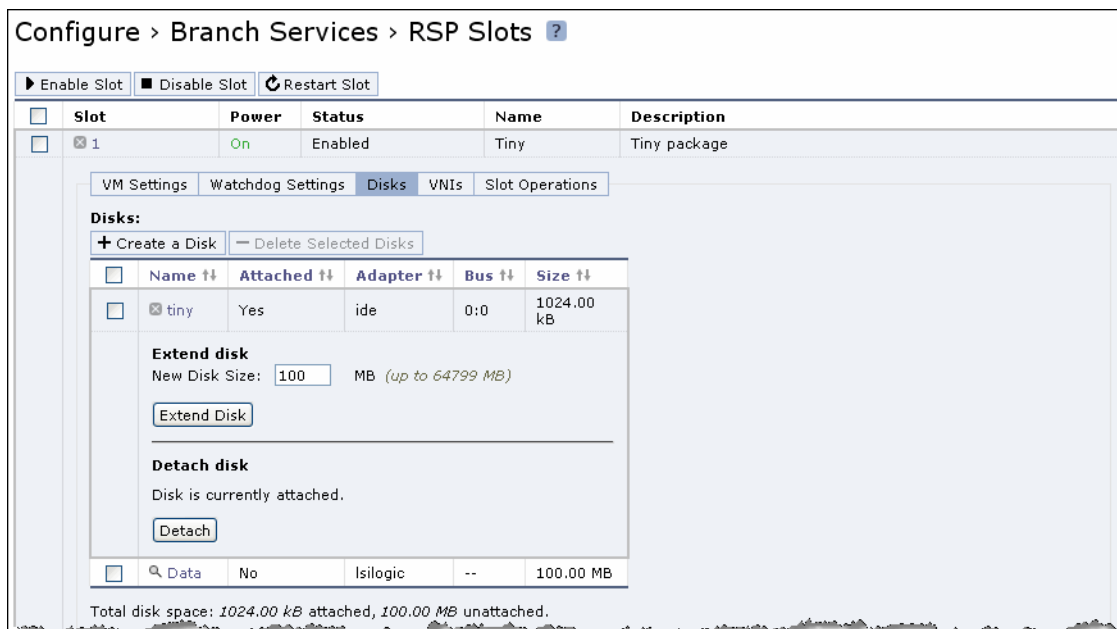 Configure › Branch Services › RSP Slots ?
Enable Slot Disable Slot Restart Slot
Slot Power Status Name Description
1 On Enabled Tiny Tiny package
VM Settings Watchdog Settings Disks VNIs Slot Operations
Disks:
+ Create a Disk — Delete Selected Disks
Name Attached Adapter Bus Size
tiny Yes ide 0:0 1024.00
kB
Extend disk
New Disk Size: 100 MB (up to 64799 MB)
Extend Disk
Detach disk
Disk is currently attached.
Detach
Data No lsilogic -- 100.00 MB
Total disk space: 1024.00 kB attached, 100.00 MB unattached.